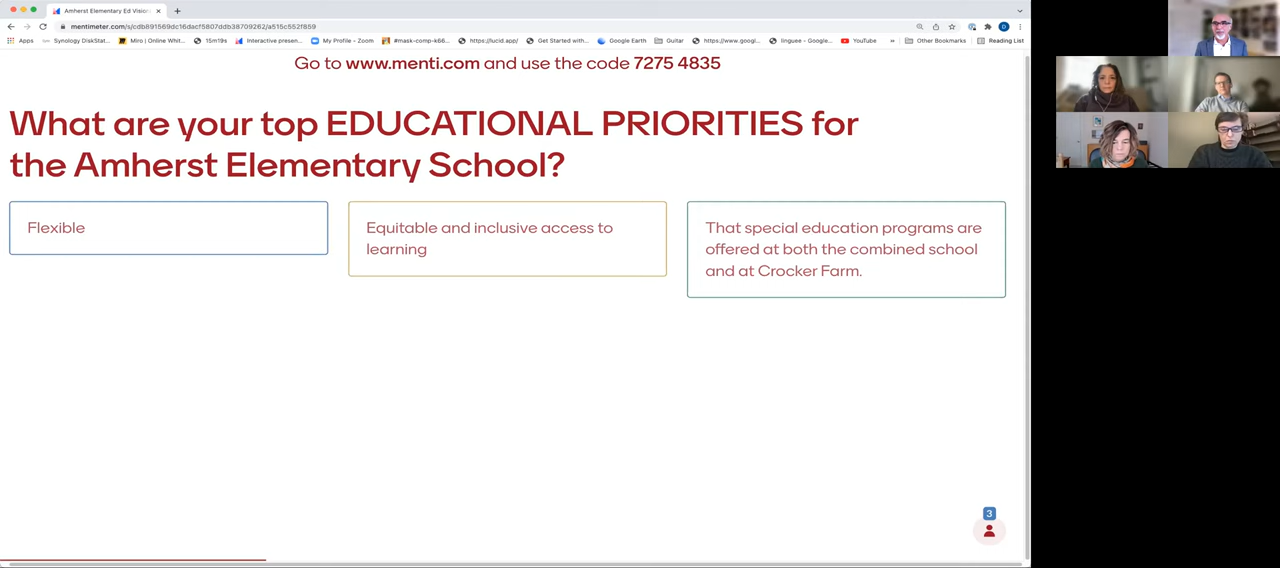 Amherst Elementary Ed Vision
mentimeter.com/s/cdb891569dc16dacf5807ddb38709262/a515c552f859
Apps
Synology DiskStat...
Miro | Online Whit...
15m19s
Interactive presen...
My Profile - Zoom
#mask-comp-k66...
https://lucid.app/
Get Started with...
Google Earth
Guitar
https://www.googl...
linguee - Google...
YouTube
»
Other Bookmarks
Reading List
Go to www.menti.com and use the code 7275 4835
What are your top EDUCATIONAL PRIORITIES for
the Amherst Elementary School?
Flexible
Equitable and inclusive access to
learning
That special education programs are
offered at both the combined school
and at Crocker Farm.
3